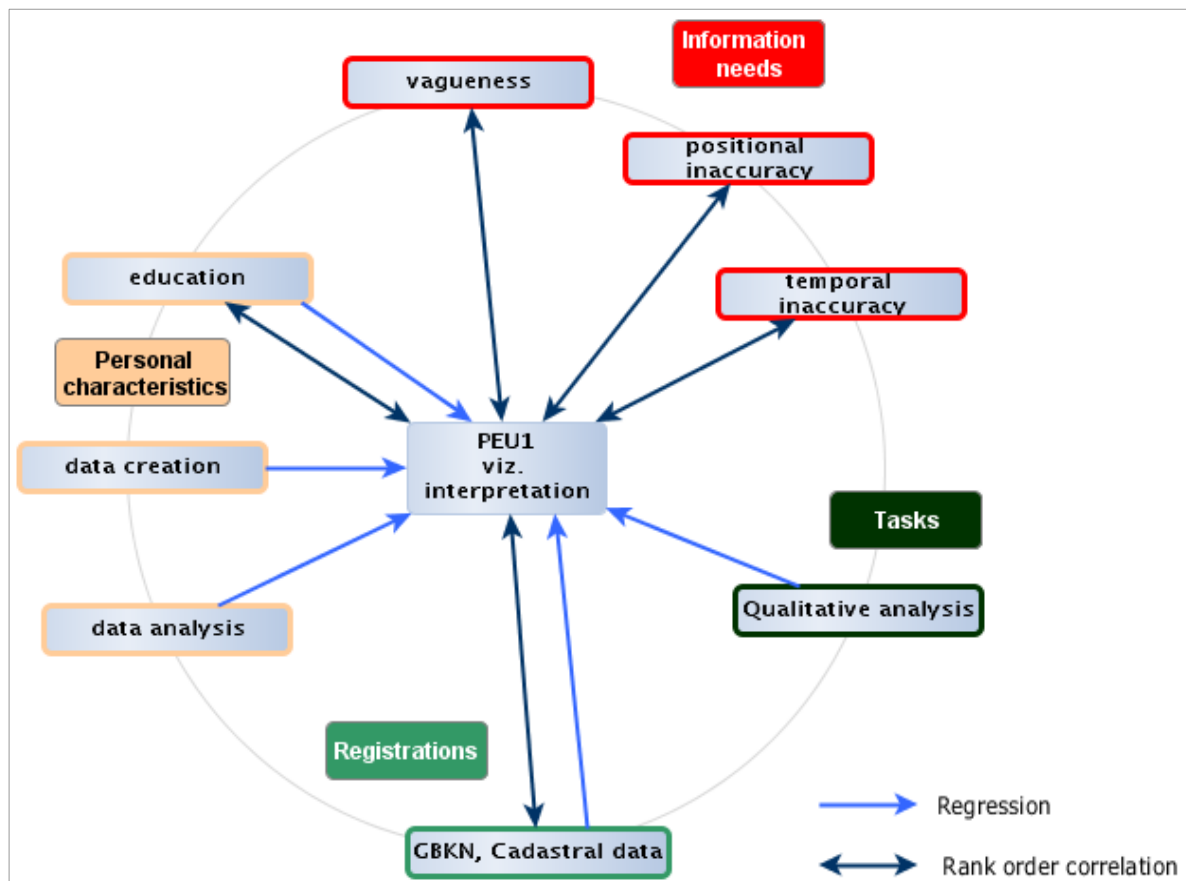 Information
needs
vagueness
positional
inaccuracy
education
temporal
inaccuracy
Personal
characteristics
PEU1
viz.
interpretation
data creation
Tasks
Qualitative analysis
data analysis
Registrations
GBKN, Cadastral data
Regression
Rank order correlation